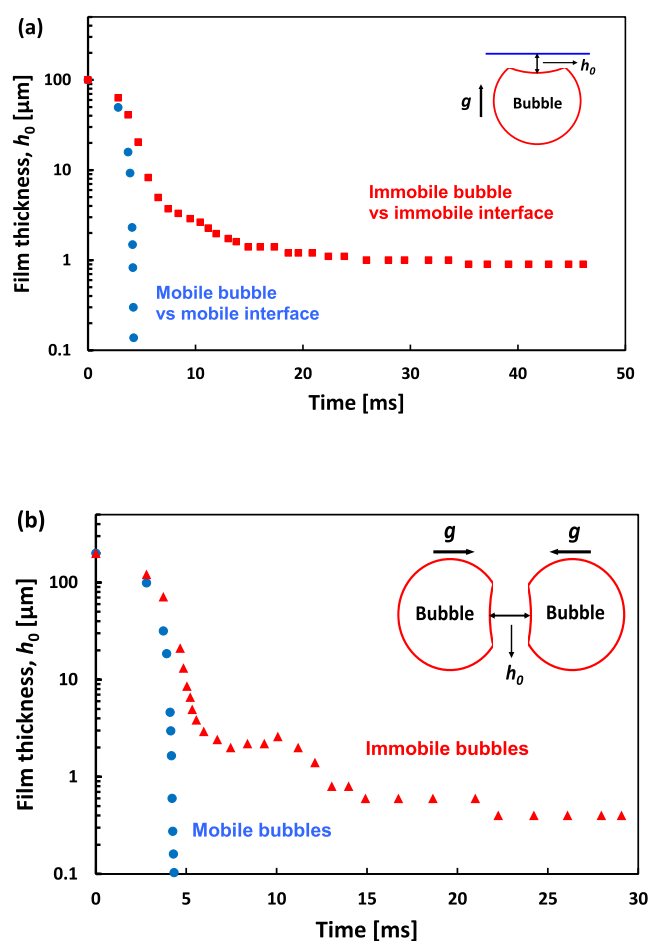 (a)
Film thickness, h0 [µm]
100
10
1
0.1
0
10
20
30
40
50
Time [ms]
h0
g
Bubble
Immobile bubble
vs immobile interface
Mobile bubble
vs mobile interface
(b)
Film thickness, h0 [µm]
100
10
1
0.1
0
5
10
15
20
25
30
Time [ms]
g
g
Bubble
Bubble
h0
Immobile bubbles
Mobile bubbles